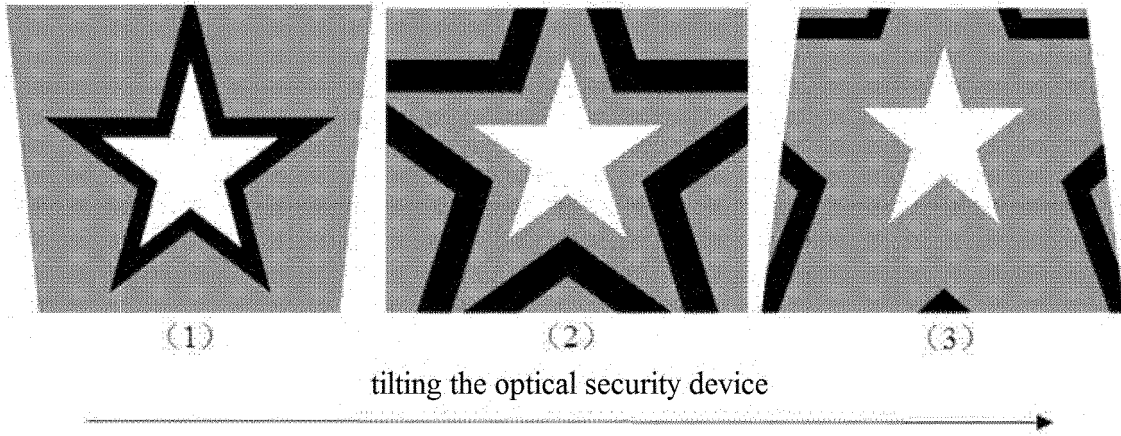 (1) (2) (3)
tilting the optical security device